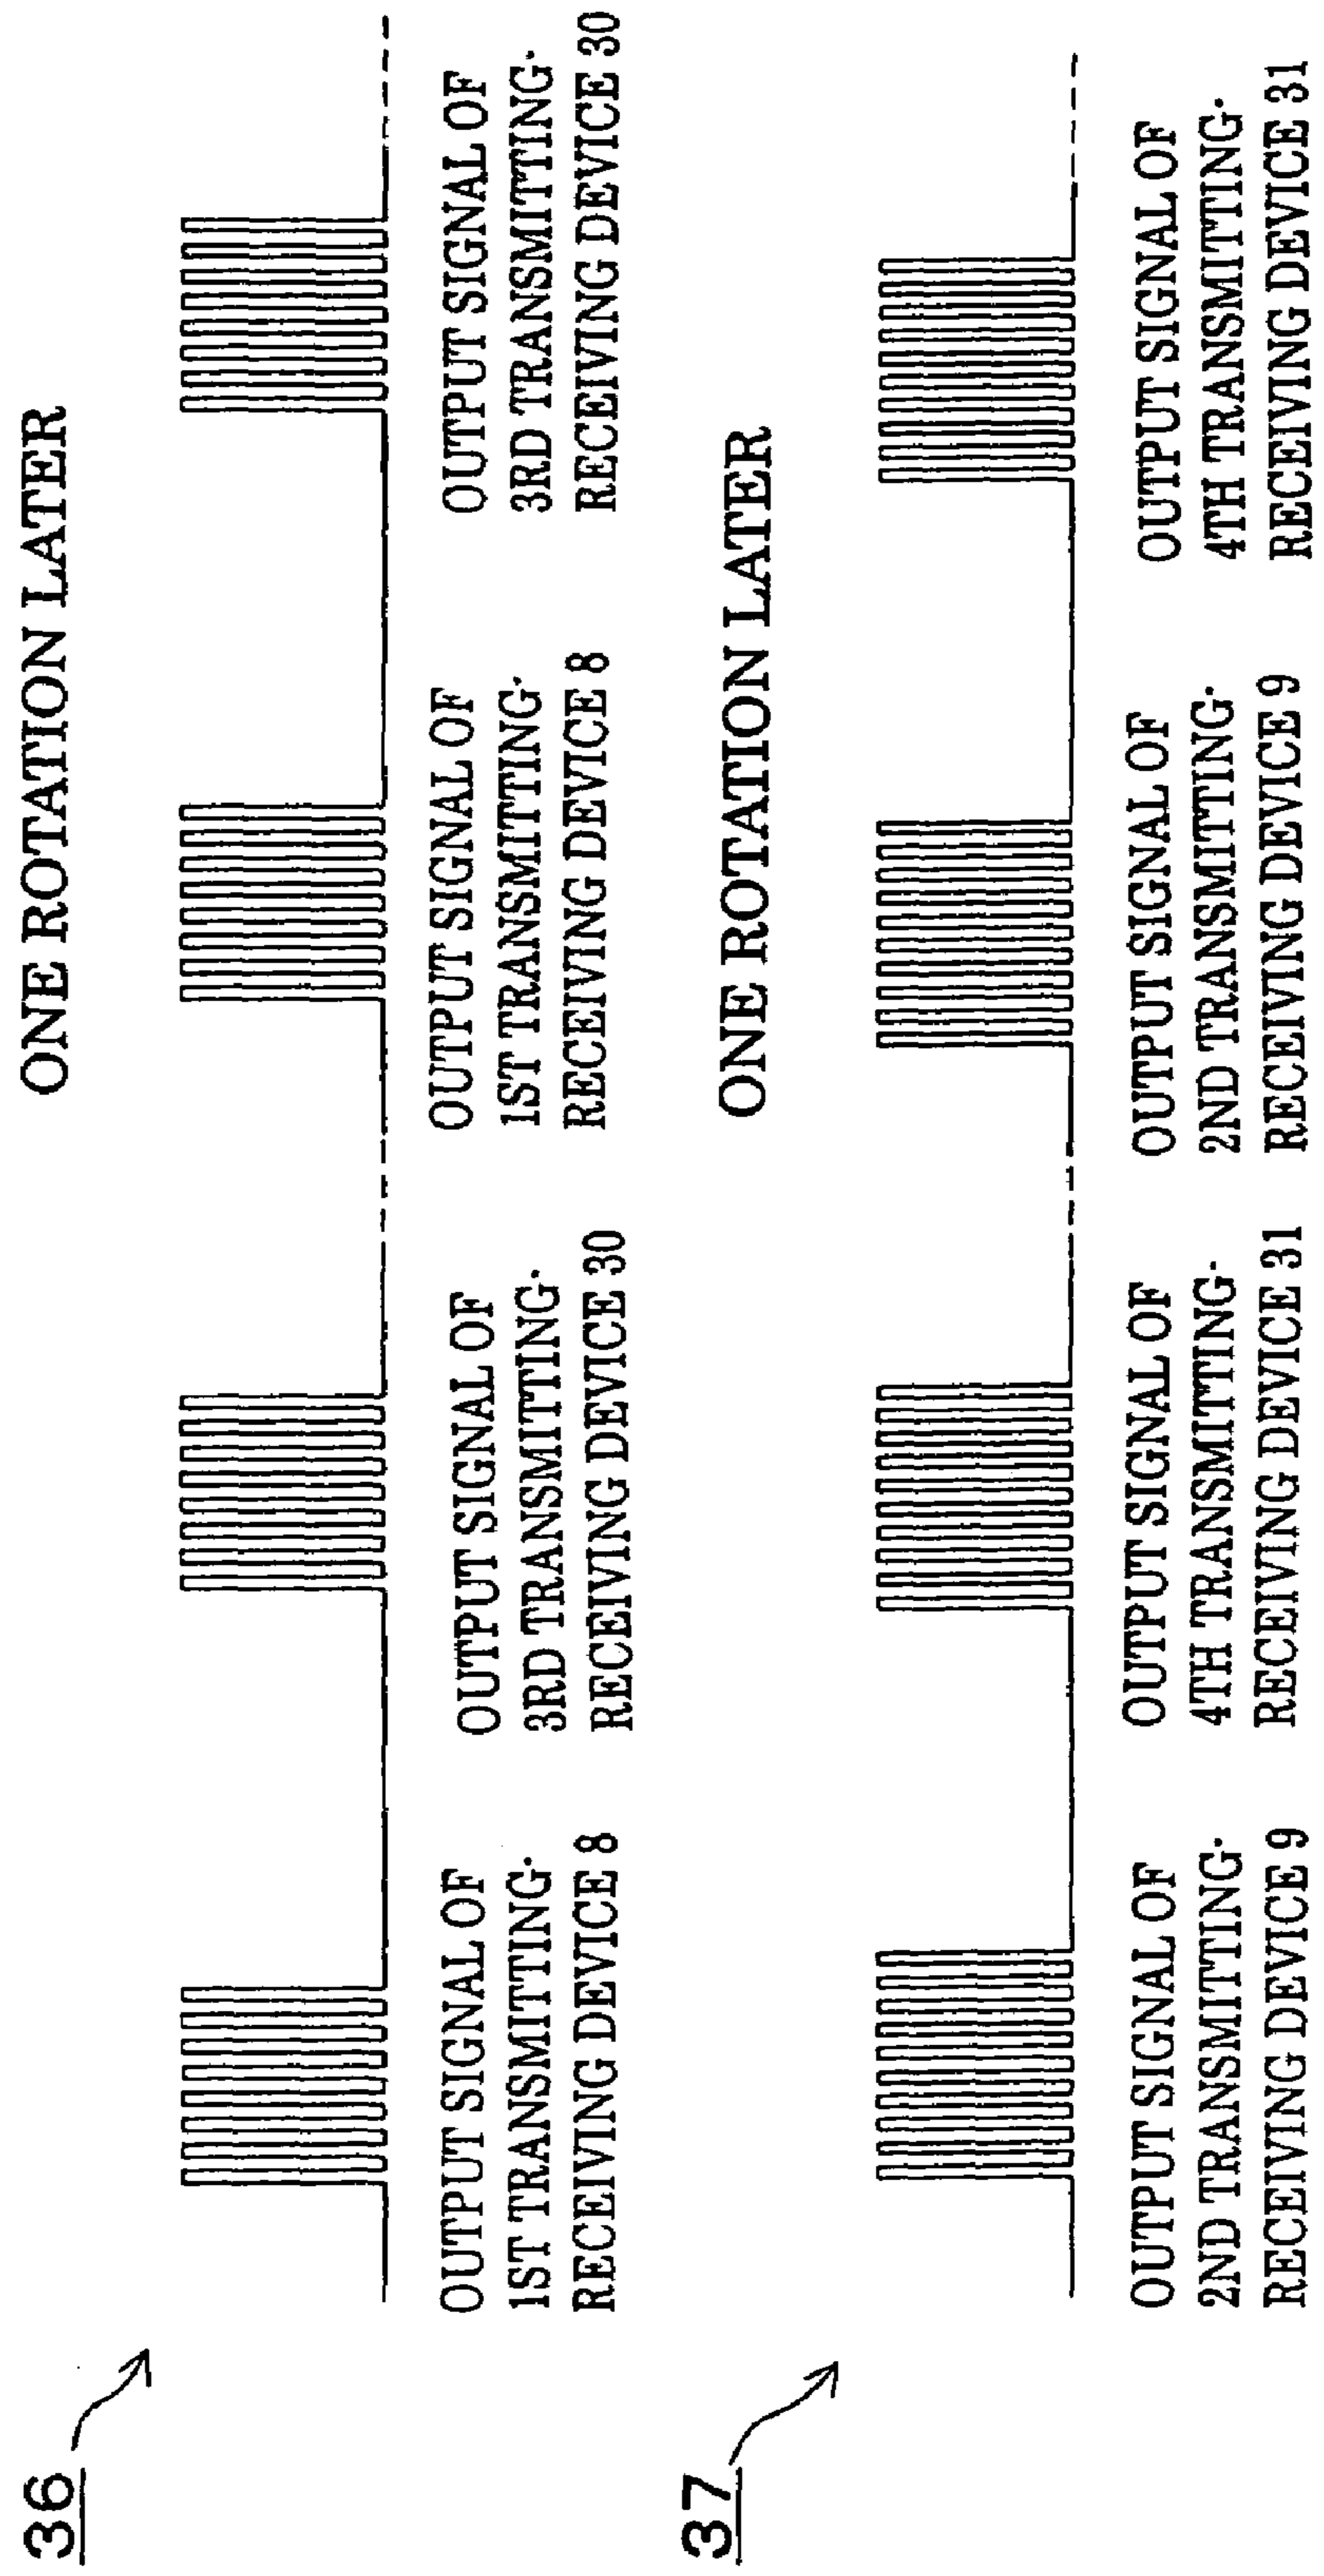 36
ONE ROTATION LATER
OUTPUT SIGNAL OF
1ST TRANSMITTING-
RECEIVING DEVICE 8
OUTPUT SIGNAL OF
3RD TRANSMITTING-
RECEIVING DEVICE 30
OUTPUT SIGNAL OF
1ST TRANSMITTING-
RECEIVING DEVICE 8
OUTPUT SIGNAL OF
3RD TRANSMITTING-
RECEIVING DEVICE 30
37
ONE ROTATION LATER
OUTPUT SIGNAL OF
2ND TRANSMITTING-
RECEIVING DEVICE 9
OUTPUT SIGNAL OF
4TH TRANSMITTING-
RECEIVING DEVICE 31
OUTPUT SIGNAL OF
2ND TRANSMITTING-
RECEIVING DEVICE 9
OUTPUT SIGNAL OF
4TH TRANSMITTING-
RECEIVING DEVICE 31